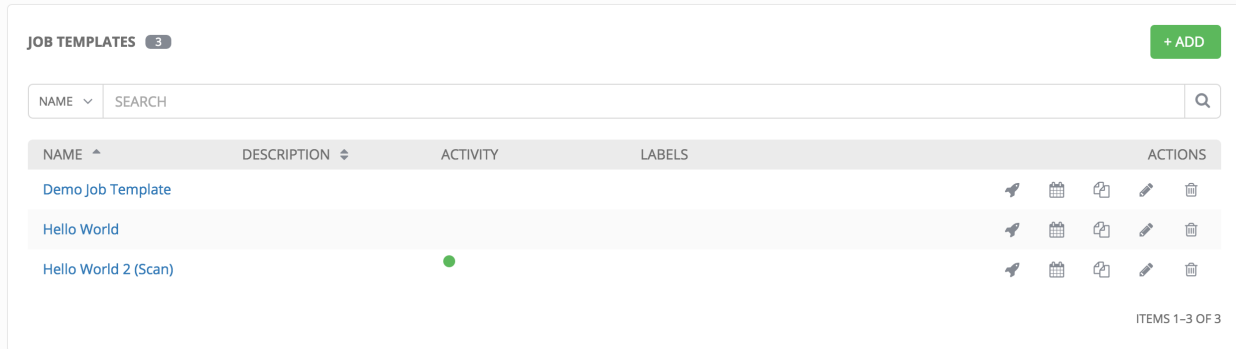 JOB TEMPLATES 3
+ ADD
NAME SEARCH
NAME DESCRIPTION ACTIVITY LABELS ACTIONS
Demo Job Template
Hello World
Hello World 2 (Scan)
ITEMS 1–3 OF 3